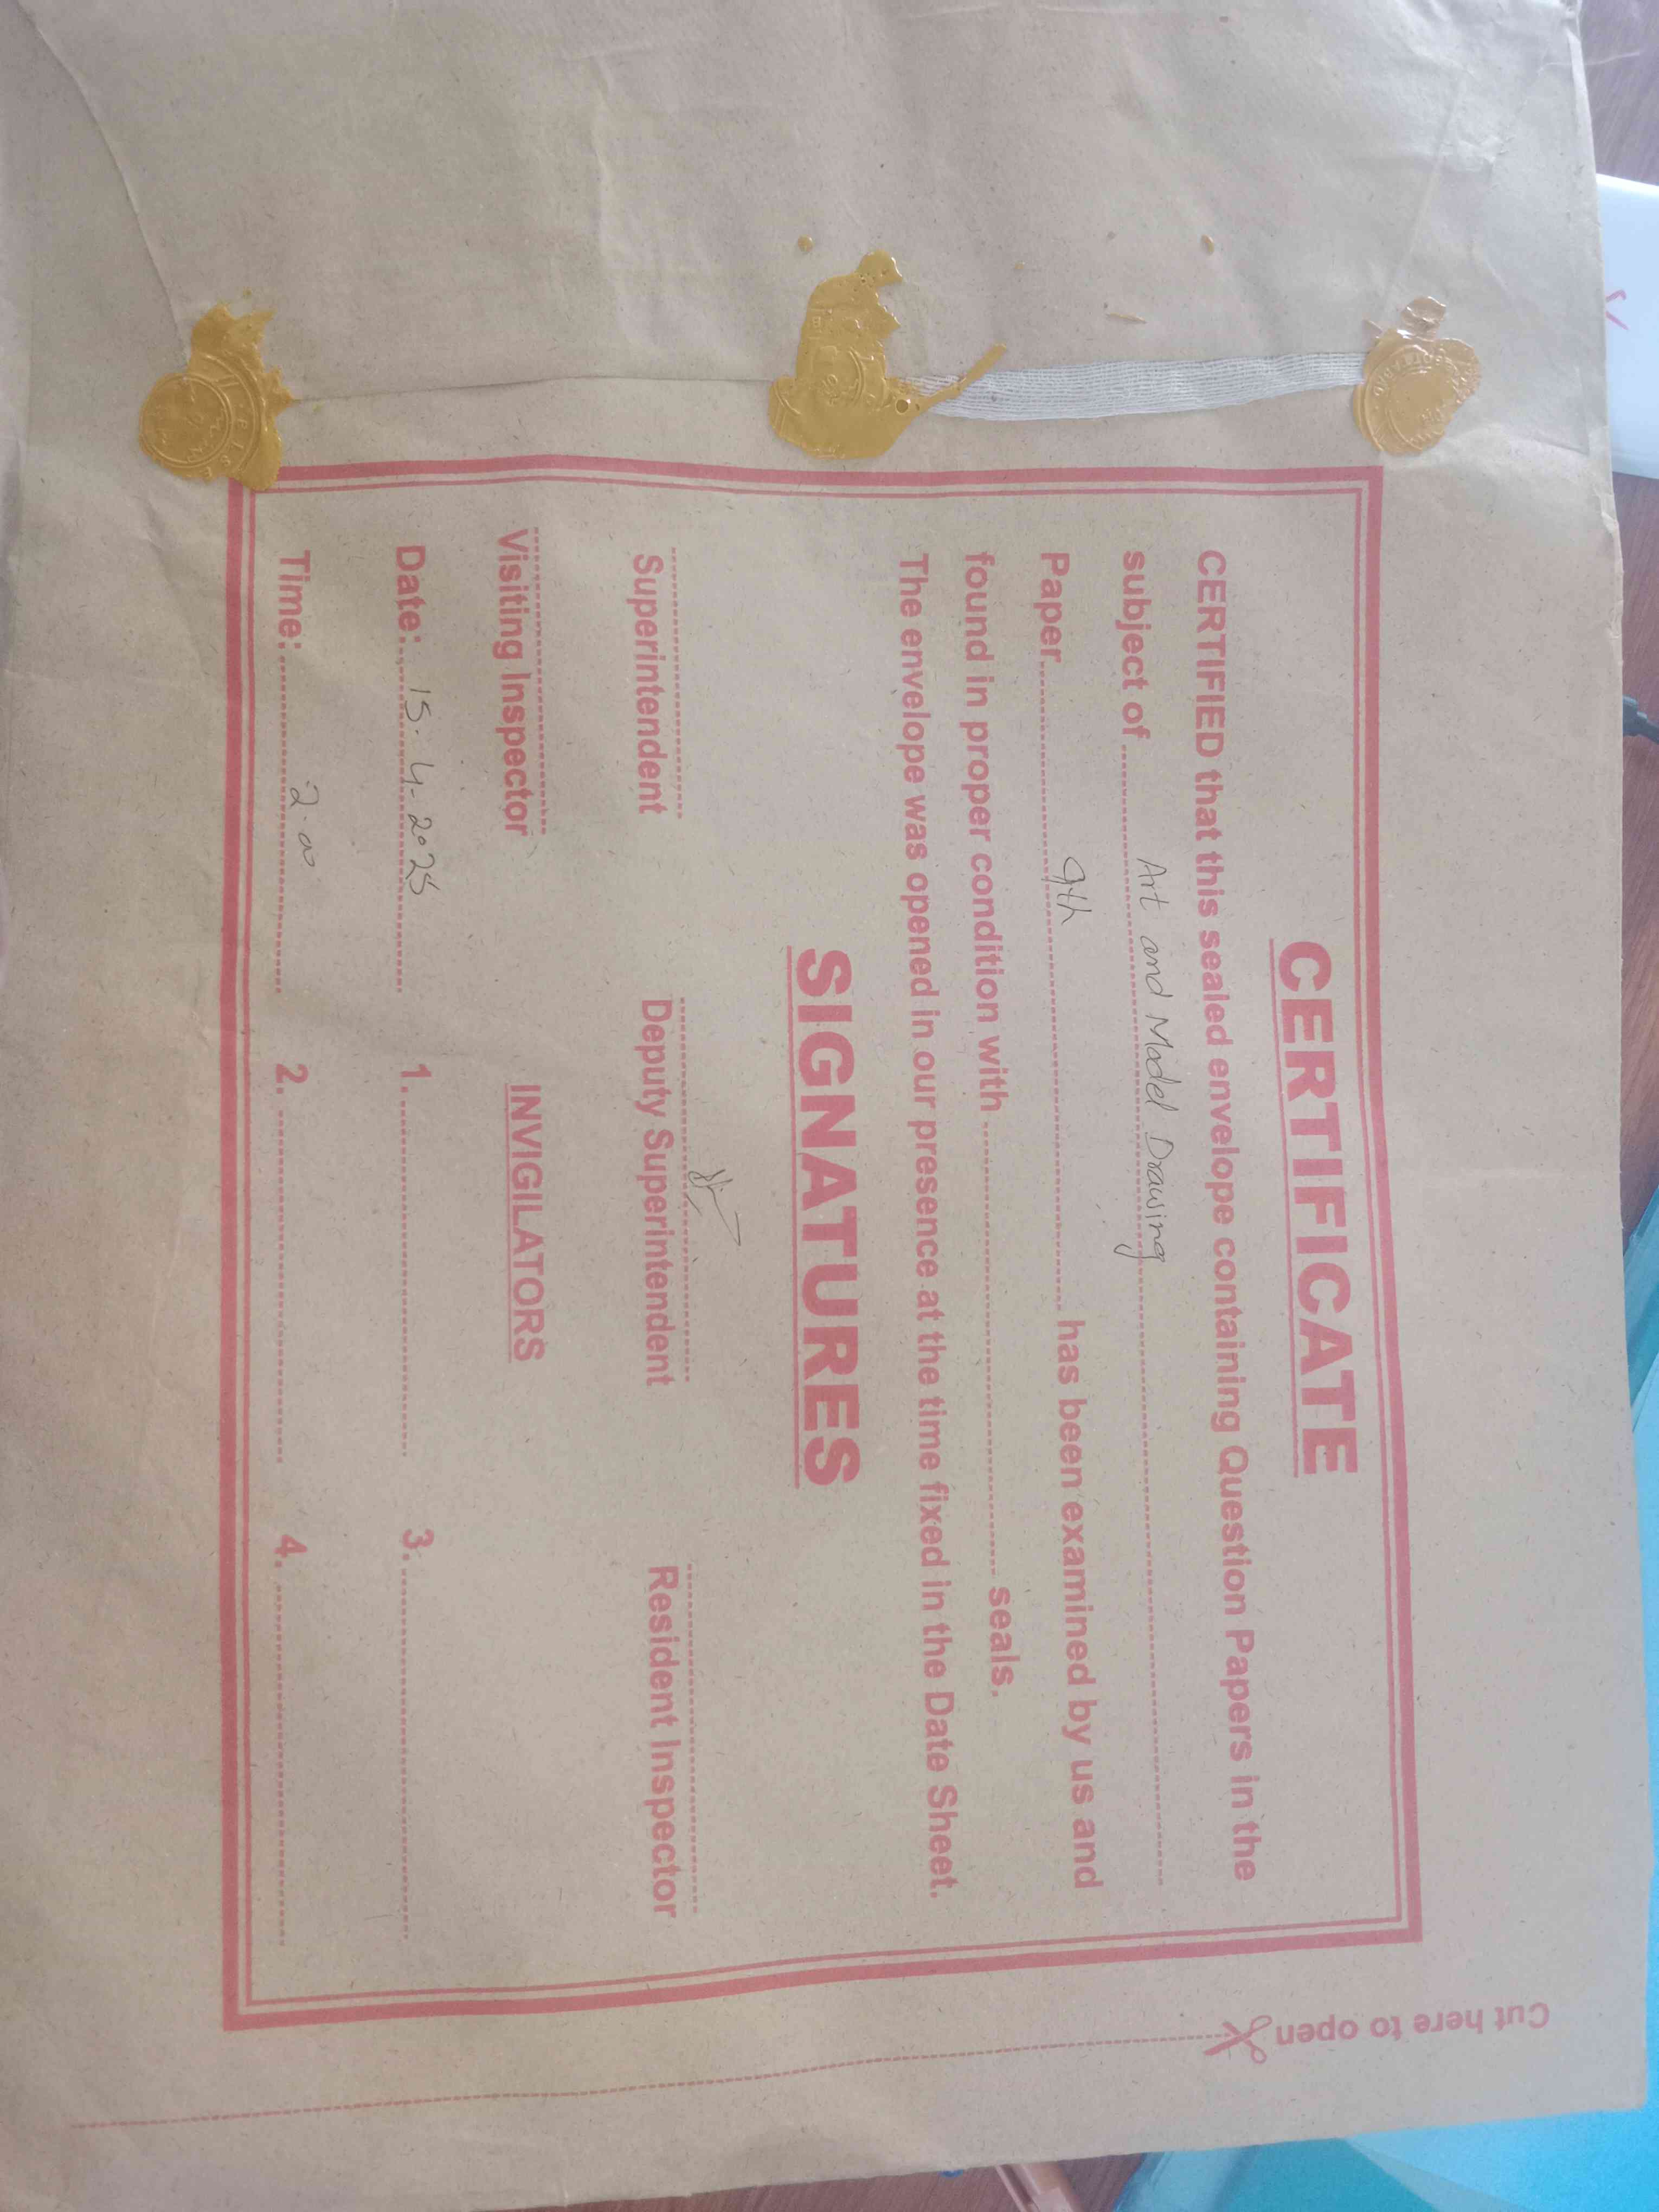 CERTIFICATE
CERTIFIED that this sealed envelope containing Question Papers in the
subject of Art and Model Drawing
Paper 9th has been examined by us and
found in proper condition with seals.
The envelope was opened in our presence at the time fixed in the Date Sheet.
SIGNATURES
Superintendent Deputy Superintendent Resident Inspector
Visiting Inspector INVIGILATORS
Date: 15.4.2025 1. 3.
Time: 2.00 2. 4.
Cut here to open